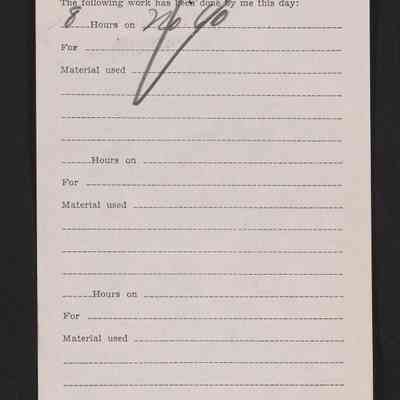 The following work has been done by me this day:
8 Hours on
For
Material used
Hours on
For
Material used
Hours on
For
Material used